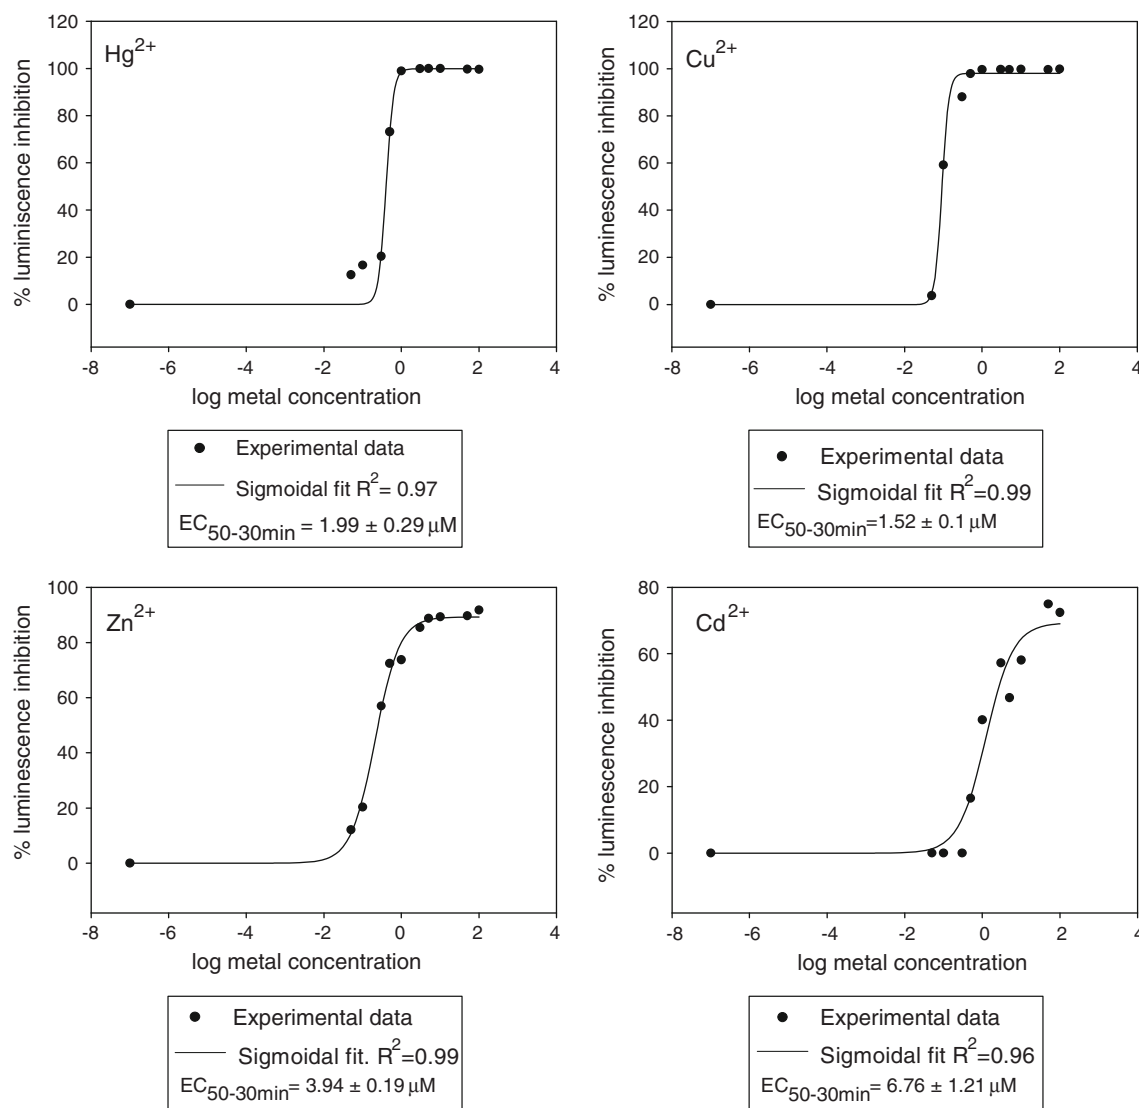 Hg2+
120
100
80
60
40
20
0
% luminiscence inhibition
-8 -6 -4 -2 0 2 4
log metal concentration
Experimental data
Sigmoidal fit R2= 0.97
EC50-30min = 1.99 ± 0.29 μM
Cu2+
120
100
80
60
40
20
0
% luminescence inhibition
-8 -6 -4 -2 0 2 4
log metal concentration
Experimental data
Sigmoidal fit R2=0.99
EC50-30min=1.52 ± 0.1 μM
Zn2+
100
80
60
40
20
0
% luminescence inhibition
-8 -6 -4 -2 0 2 4
log metal concentration
Experimental data
Sigmoidal fit. R2=0.99
EC50-30min= 3.94 ± 0.19 μM
Cd2+
80
60
40
20
0
% luminescence inhibition
-8 -6 -4 -2 0 2 4
log metal concentration
Experimental data
Sigmoidal fit R2=0.96
EC50-30min= 6.76 ± 1.21 μM